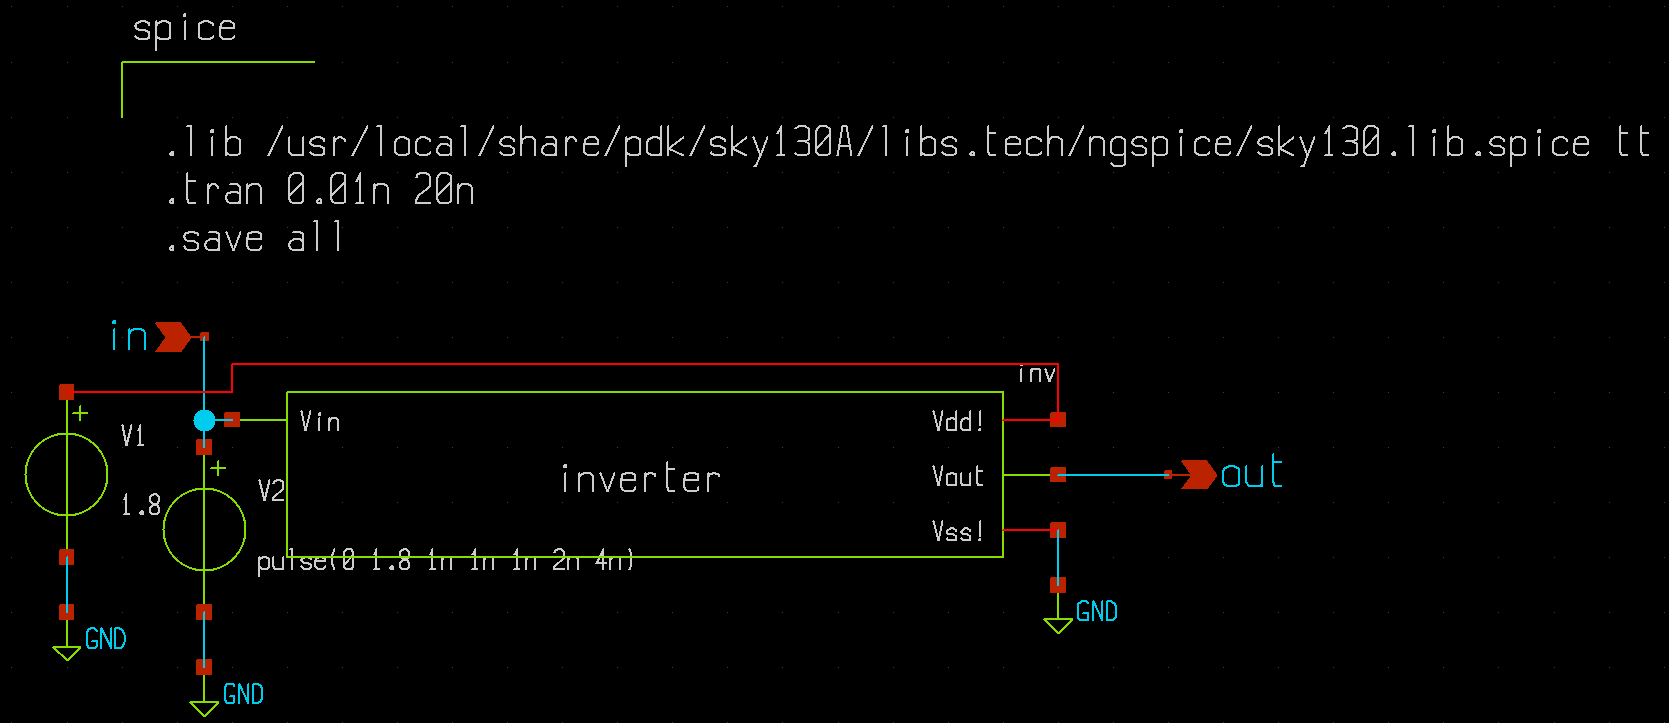 spice
.lib /usr/local/share/pdk/sky130A/libs.tech/ngspice/sky130.lib.spice tt
.tran 0.01n 20n
.save all
in
inv
+
V1
1.8
Vin
Vdd!
inverter
Vout
out
+
V2
Vss!
pulse(0 1.8 1n 1n 1n 2n 4n)
GND
GND
GND